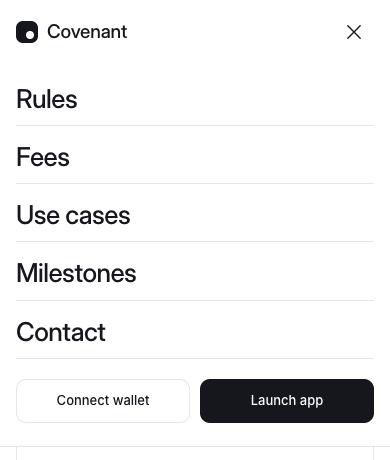 Covenant
Rules
Fees
Use cases
Milestones
Contact
Connect wallet
Launch app